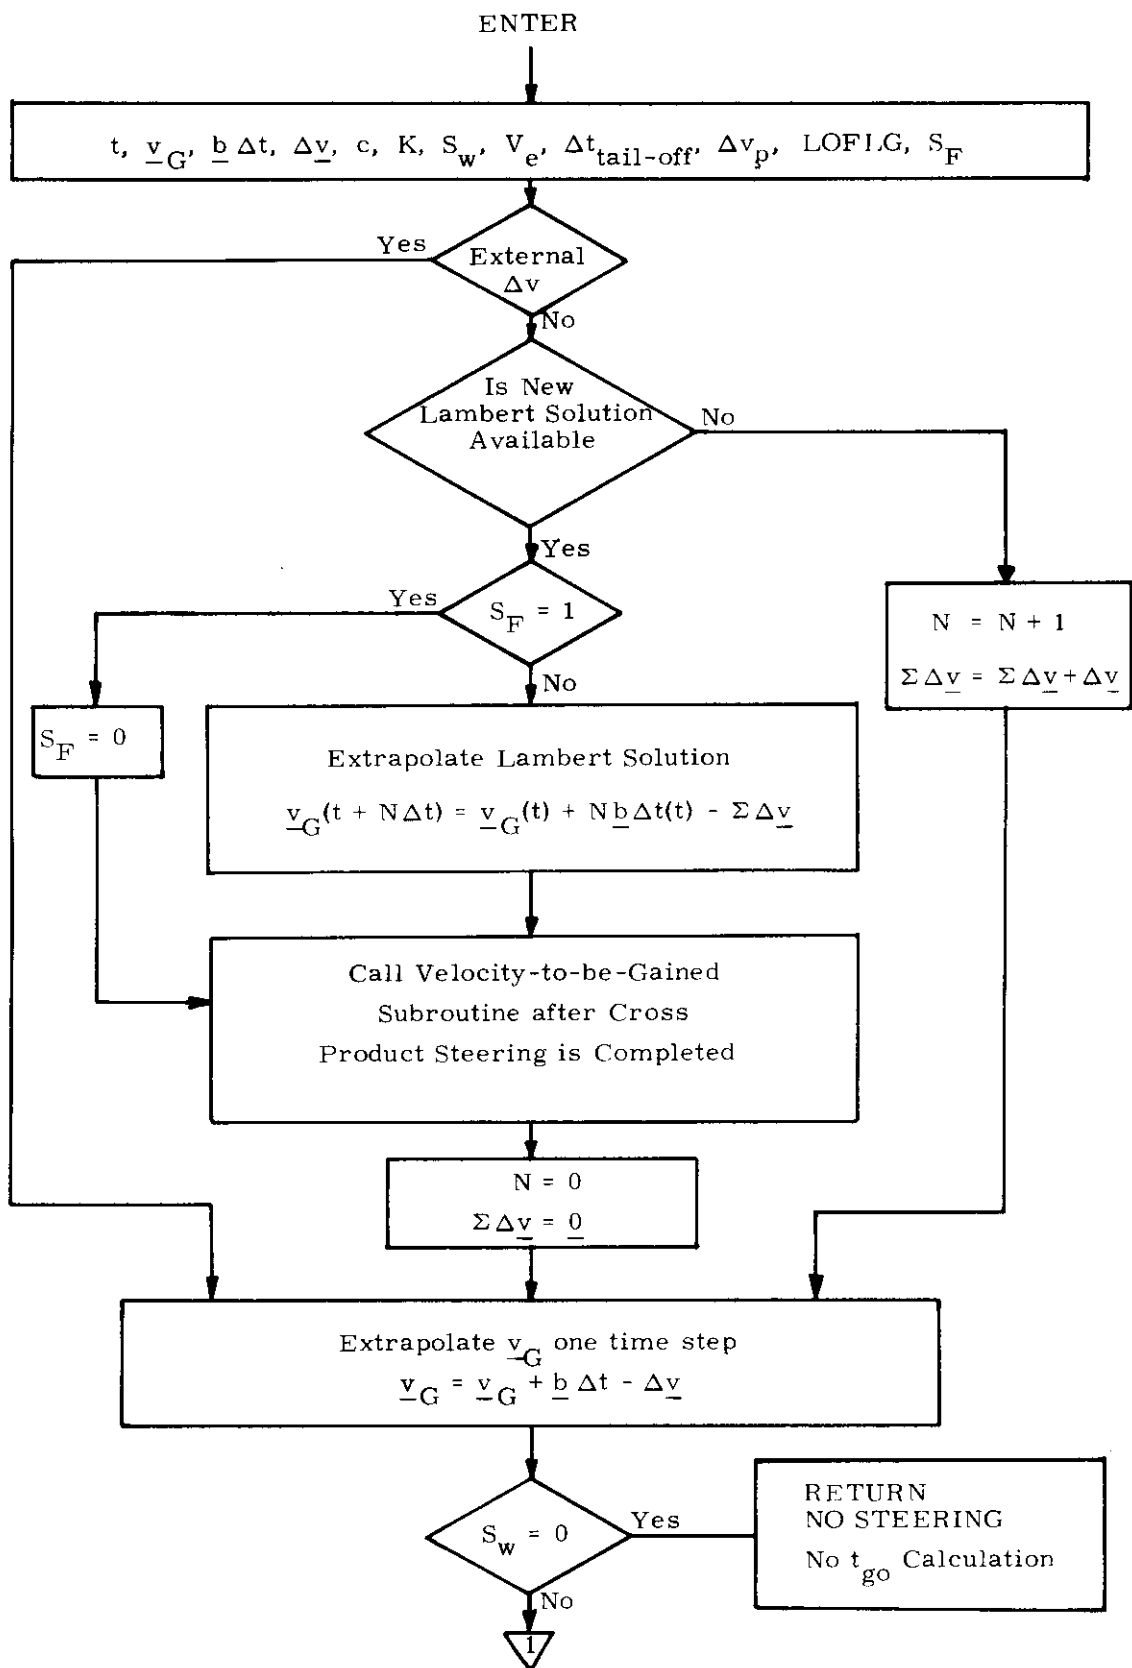 ENTER
t, v_G, b Δt, Δv, c, K, S_w, V_e, Δt_tail-off, Δv_p, LOFLG, S_F
Yes
External
Δv
No
Is New
Lambert Solution
Available
No
Yes
Yes
S_F = 1
No
N = N + 1
ΣΔv = ΣΔv + Δv
S_F = 0
Extrapolate Lambert Solution
v_G(t + NΔt) = v_G(t) + N b Δt(t) - ΣΔv
Call Velocity-to-be-Gained
Subroutine after Cross
Product Steering is Completed
N = 0
ΣΔv = 0
Extrapolate v_G one time step
v_G = v_G + b Δt - Δv
S_w = 0
Yes
RETURN
NO STEERING
No t_go Calculation
No
1